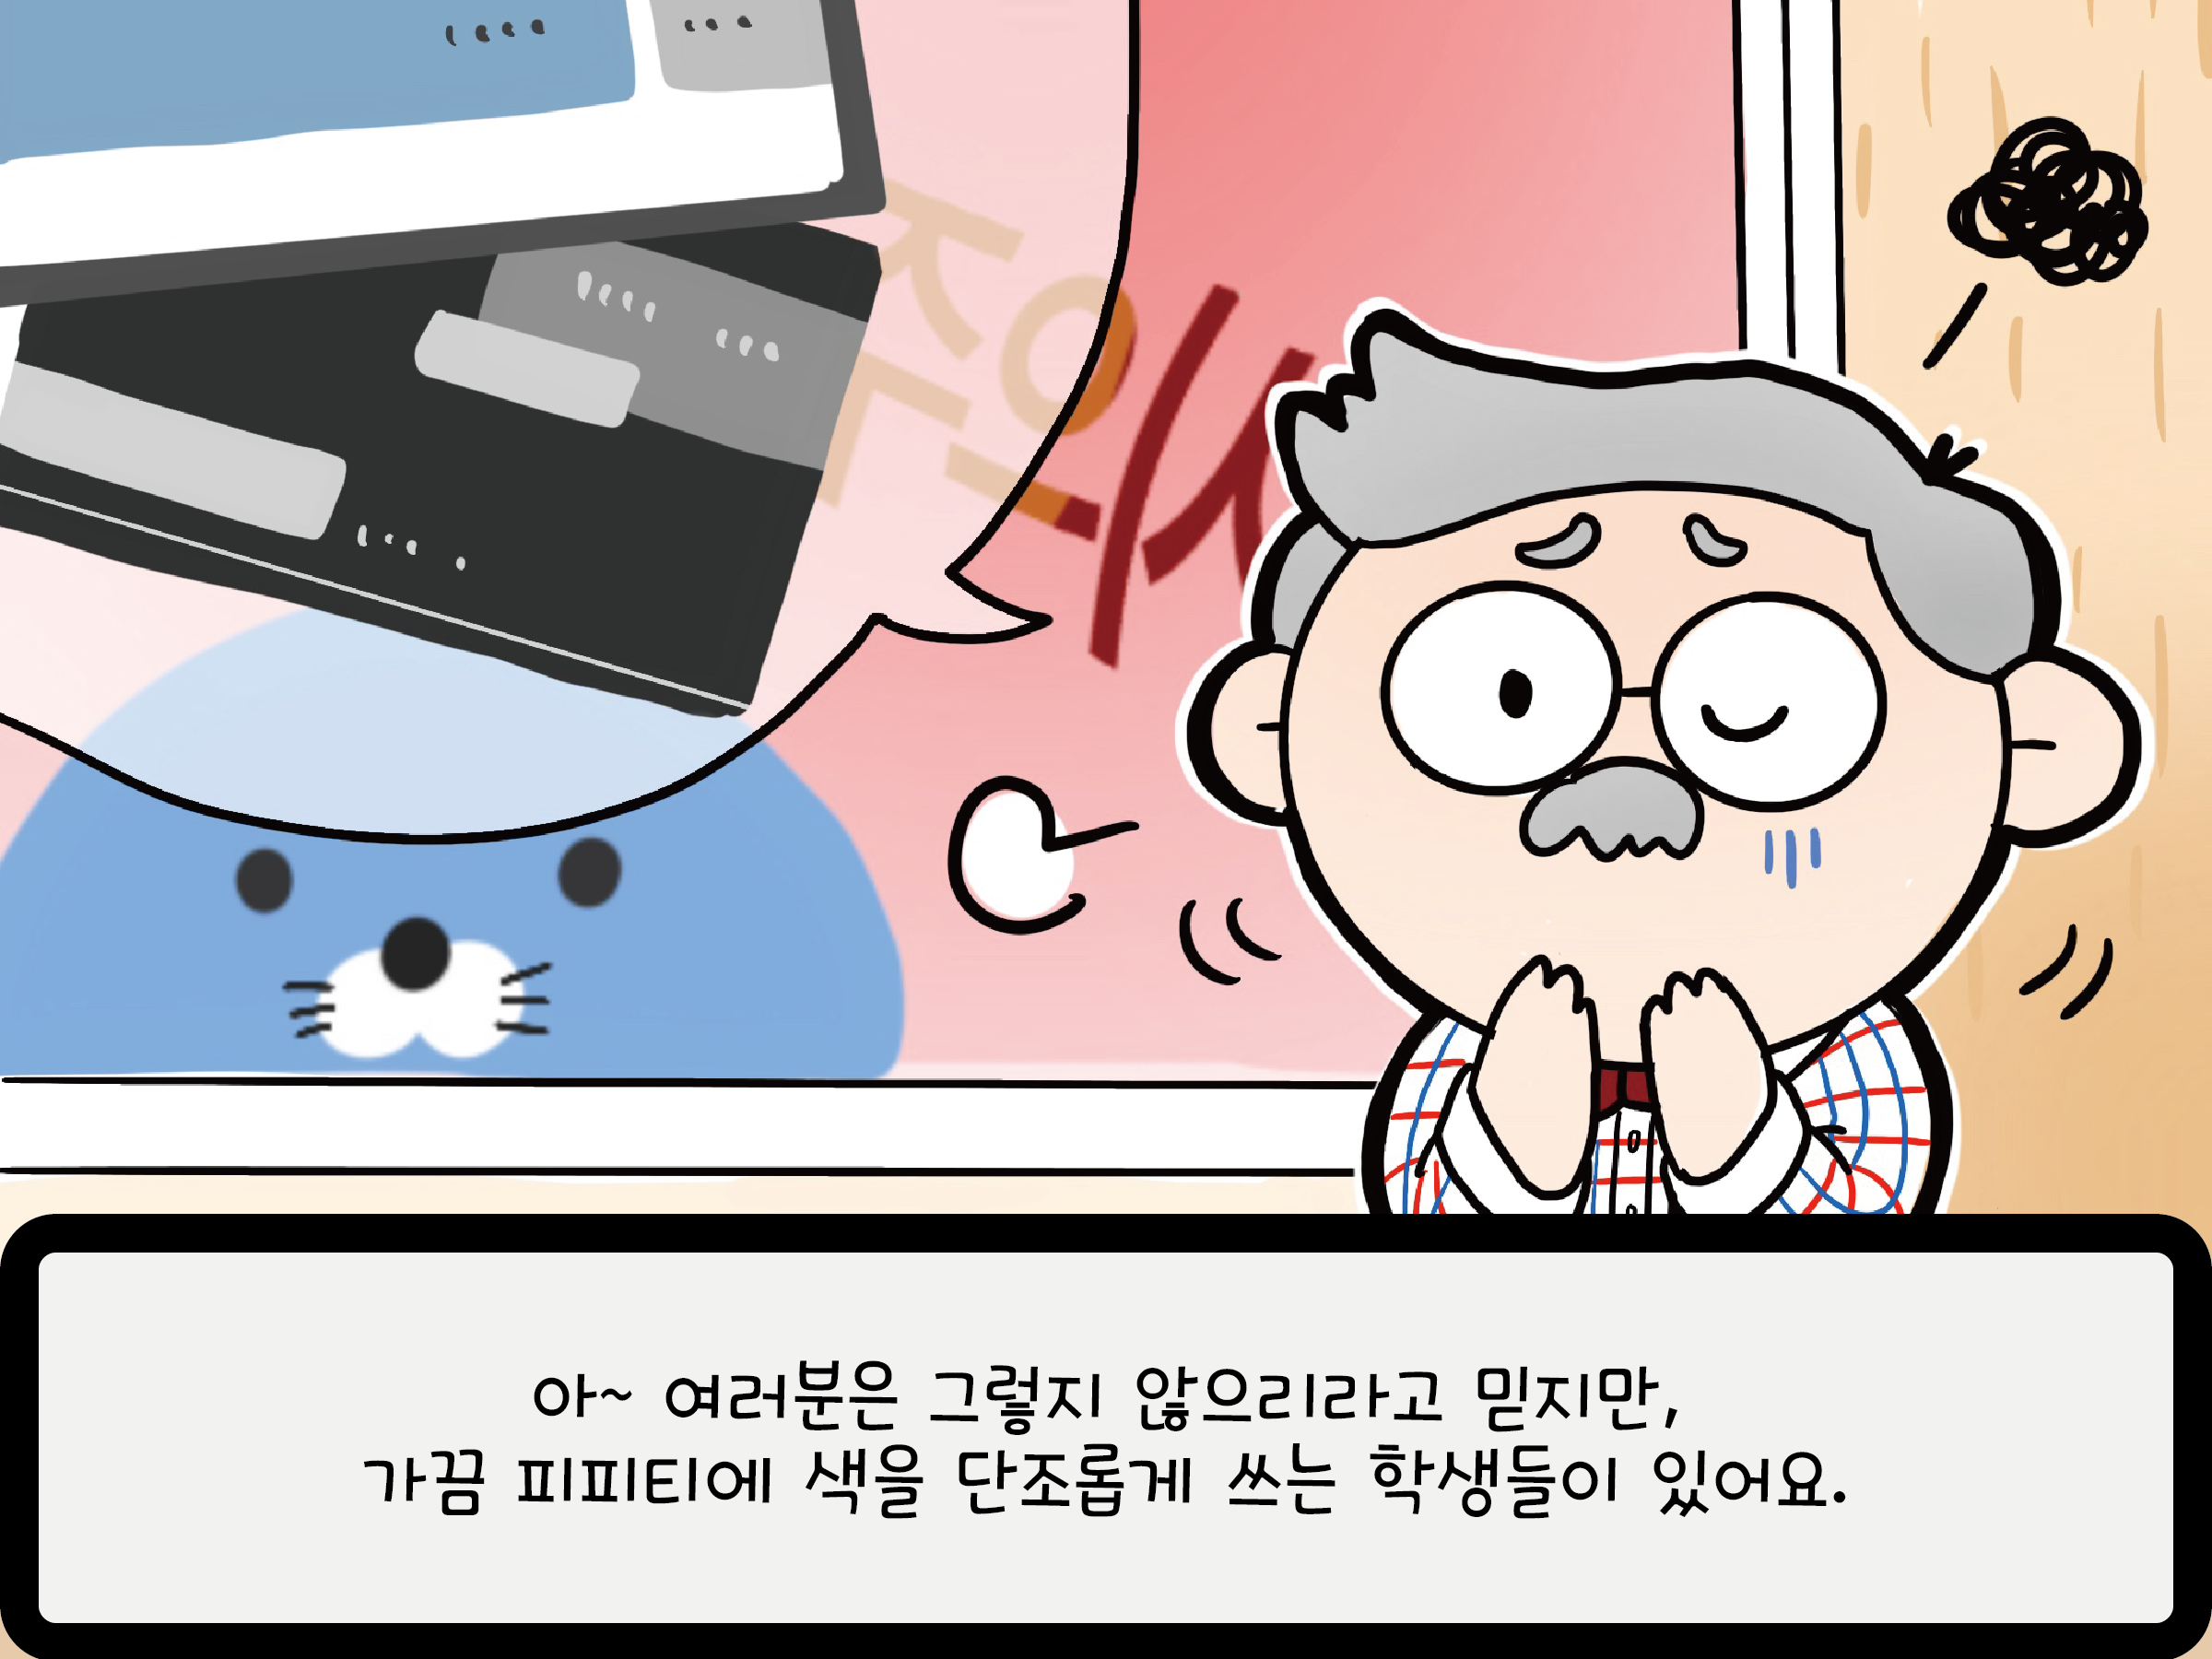 아~ 여러분은 그렇지 않으리라고 믿지만,
가끔 피피티에 색을 단조롭게 쓰는 학생들이 있어요.